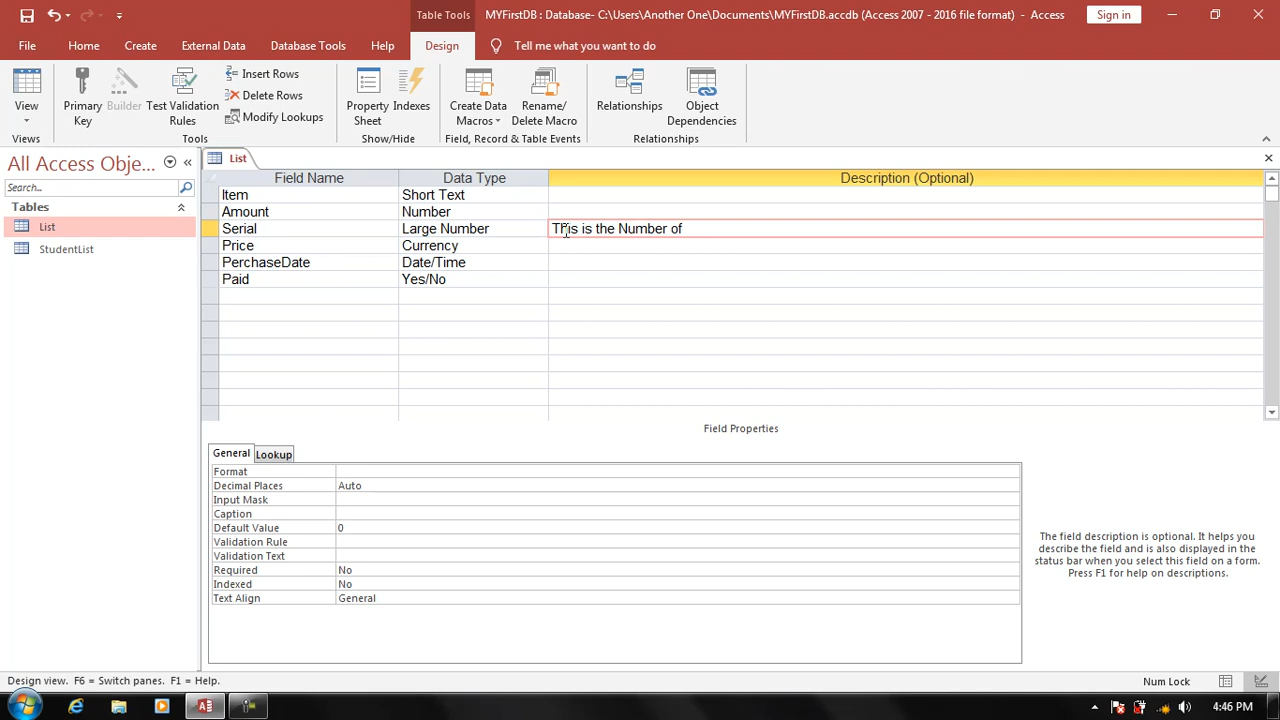 Table Tools
MYFirstDB : Database- C:\Users\Another One\Documents\MYFirstDB.accdb (Access 2007 - 2016 file format) - Access
Sign in
File Home Create External Data Database Tools Help Design Tell me what you want to do
View
Primary Key
Builder
Test Validation Rules
Insert Rows
Delete Rows
Modify Lookups
Property Sheet
Indexes
Create Data Macros
Rename/ Delete Macro
Relationships
Object Dependencies
Views
Tools
Show/Hide
Field, Record & Table Events
Relationships
All Access Obje...
Search...
Tables
List
StudentList
List
Field Name Data Type Description (Optional)
Item Short Text
Amount Number
Serial Large Number This is the Number of
Price Currency
PerchaseDate Date/Time
Paid Yes/No
Field Properties
General Lookup
Format
Decimal Places Auto
Input Mask
Caption
Default Value 0
Validation Rule
Validation Text
Required No
Indexed No
Text Align General
The field description is optional. It helps you
describe the field and is also displayed in the
status bar when you select this field on a form.
Press F1 for help on descriptions.
Design view. F6 = Switch panes. F1 = Help.
Num Lock
4:46 PM